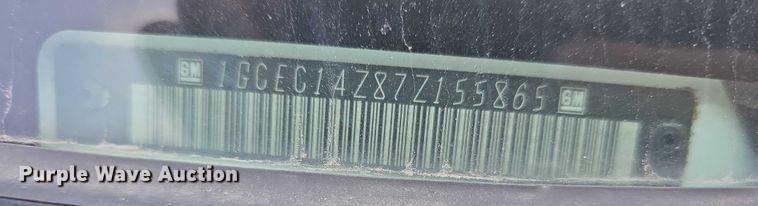 GM 1GCEC14Z87Z155865 GM
Purple Wave Auction